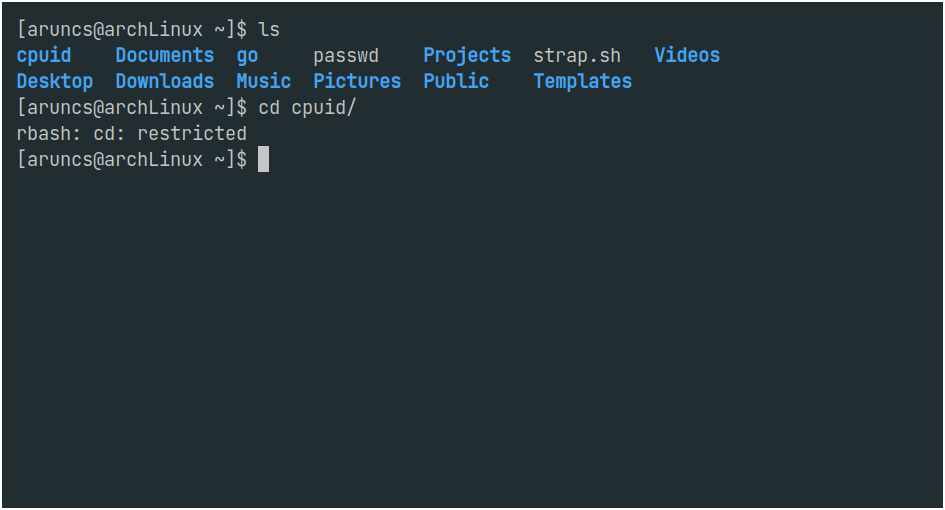 [aruncs@archLinux ~]$ ls
cpuid    Documents  go     passwd    Projects  strap.sh   Videos
Desktop  Downloads  Music  Pictures  Public    Templates
[aruncs@archLinux ~]$ cd cpuid/
rbash: cd: restricted
[aruncs@archLinux ~]$